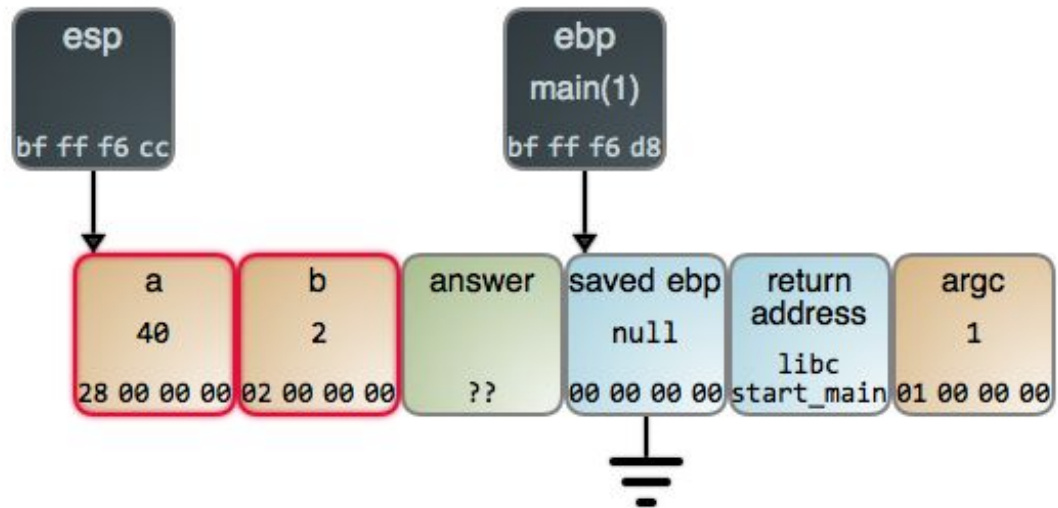 esp
bf ff f6 cc
ebp
main(1)
bf ff f6 d8
a
40
28 00 00 00
b
2
02 00 00 00
answer
??
saved ebp
null
00 00 00 00
return
address
libc
start_main
argc
1
01 00 00 00